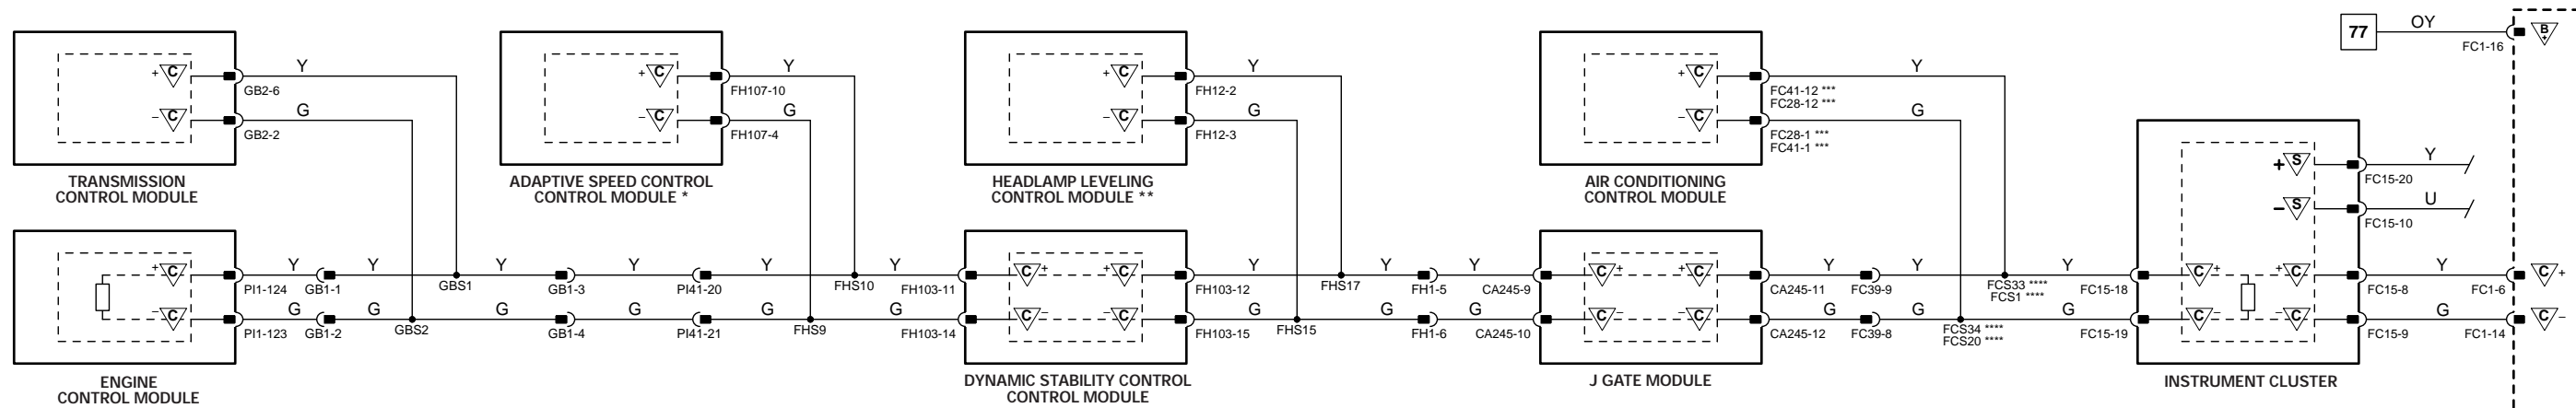 77
OY
FC1-16
B
+
+ C
Y
GB2-6
– C
G
GB2-2
TRANSMISSION
CONTROL MODULE
+ C
Y
FH107-10
– C
G
FH107-4
ADAPTIVE SPEED CONTROL
CONTROL MODULE *
+ C
Y
FH12-2
– C
G
FH12-3
HEADLAMP LEVELING
CONTROL MODULE **
+ C
Y
FC41-12 ***
FC28-12 ***
– C
G
FC28-1 ***
FC41-1 ***
AIR CONDITIONING
CONTROL MODULE
+ S
Y
FC15-20
– S
U
FC15-10
+ C
Y
Y
Y
Y
Y
Y
C +
+ C
Y
Y
Y
C +
+ C
Y
Y
Y
C +
+ C
Y
C +
PI1-124
GB1-1
GBS1
GB1-3
PI41-20
FHS10
FH103-11
FH103-12
FHS17
FH1-5
CA245-9
CA245-11
FC39-9
FCS33 ****
FCS1 ****
FC15-18
FC15-8
FC1-6
– C
G
G
G
G
G
G
C –
– C
G
G
G
C –
– C
G
G
G
C –
– C
G
C –
PI1-123
GB1-2
GBS2
GB1-4
PI41-21
FHS9
FH103-14
FH103-15
FHS15
FH1-6
CA245-10
CA245-12
FC39-8
FCS34 ****
FCS20 ****
FC15-19
FC15-9
FC1-14
ENGINE
CONTROL MODULE
DYNAMIC STABILITY CONTROL
CONTROL MODULE
J GATE MODULE
INSTRUMENT CLUSTER